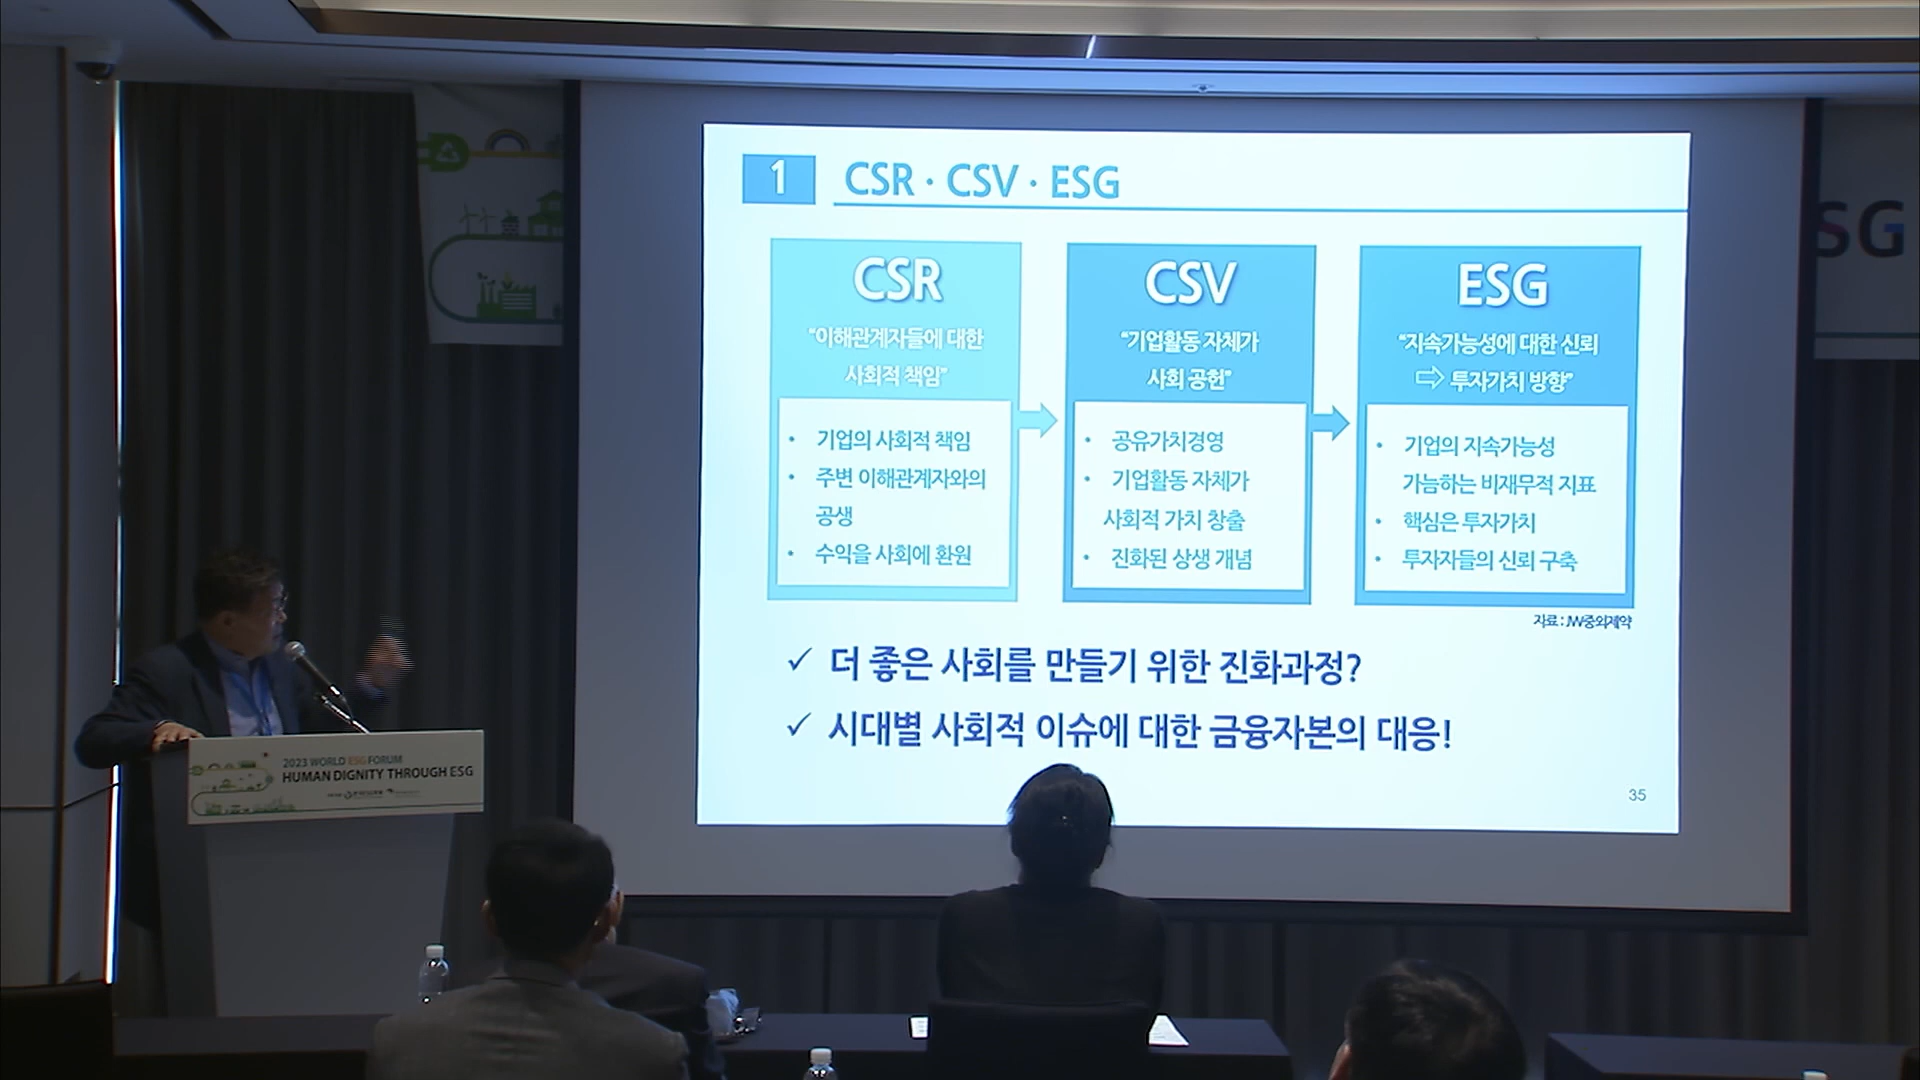 1 CSR · CSV · ESG
CSR
"이해관계자들에 대한
사회적 책임"
• 기업의 사회적 책임
• 주변 이해관계자와의
공생
• 수익을 사회에 환원
CSV
"기업활동 자체가
사회 공헌"
• 공유가치경영
• 기업활동 자체가
사회적 가치 창출
• 진화된 상생 개념
ESG
"지속가능성에 대한 신뢰
⇨ 투자가치 방향"
• 기업의 지속가능성
가늠하는 비재무적 지표
• 핵심은 투자가치
• 투자자들의 신뢰 구축
자료 : JW중외제약
✓ 더 좋은 사회를 만들기 위한 진화과정?
✓ 시대별 사회적 이슈에 대한 금융자본의 대응!
35
SG
2023 WORLD ESG FORUM
HUMAN DIGNITY THROUGH ESG